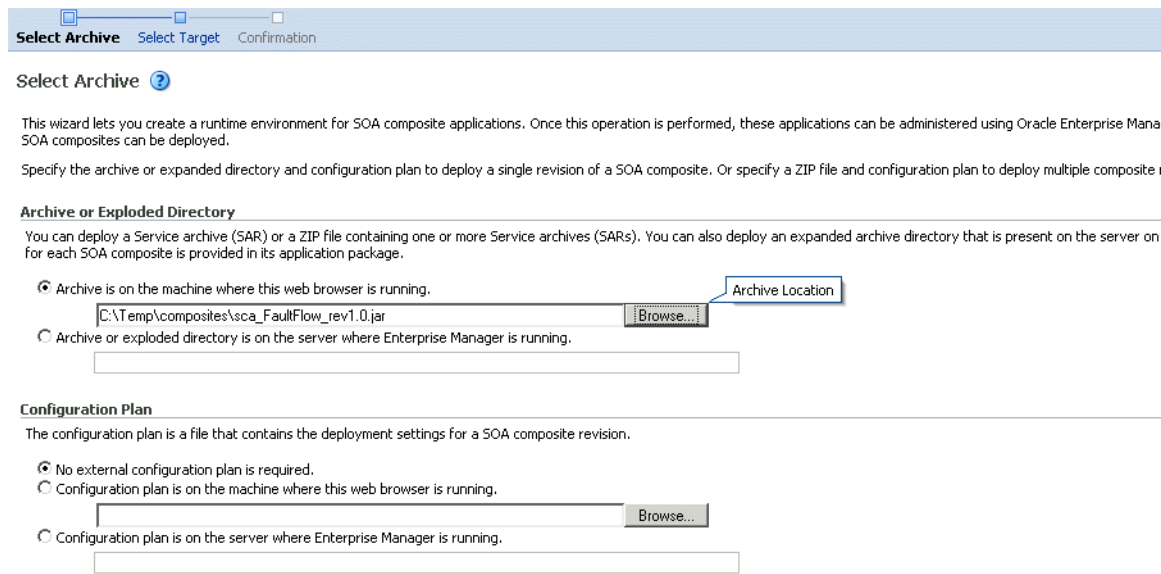 Select Archive Select Target Confirmation
Select Archive ?
This wizard lets you create a runtime environment for SOA composite applications. Once this operation is performed, these applications can be administered using Oracle Enterprise Mana
SOA composites can be deployed.
Specify the archive or expanded directory and configuration plan to deploy a single revision of a SOA composite. Or specify a ZIP file and configuration plan to deploy multiple composite
Archive or Exploded Directory
You can deploy a Service archive (SAR) or a ZIP file containing one or more Service archives (SARs). You can also deploy an expanded archive directory that is present on the server on
for each SOA composite is provided in its application package.
Archive is on the machine where this web browser is running.
Archive Location
C:\Temp\composites\sca_FaultFlow_rev1.0.jar Browse...
Archive or exploded directory is on the server where Enterprise Manager is running.
Configuration Plan
The configuration plan is a file that contains the deployment settings for a SOA composite revision.
No external configuration plan is required.
Configuration plan is on the machine where this web browser is running.
Browse...
Configuration plan is on the server where Enterprise Manager is running.